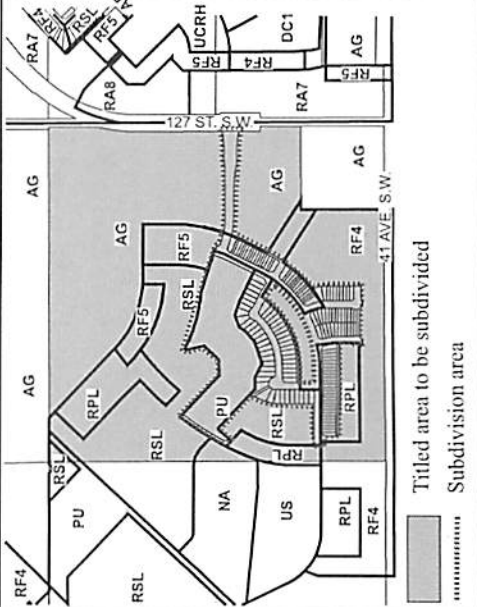 RF4
RSL
RF5
A
RA7
UCRH
DC1
RA8
RF5
RF4
AG
RF5
RA7
127 ST. S.W.
AG
AG
AG
AG
AG
RF5
RSL
RF5
RF4
41 AVE. S.W.
AG
RPL
RSL
PU
RSL
RPL
RPL
RSL
PU
RF4
RSL
NA
US
RPL
RF4
Titled area to be subdivided
Subdivision area